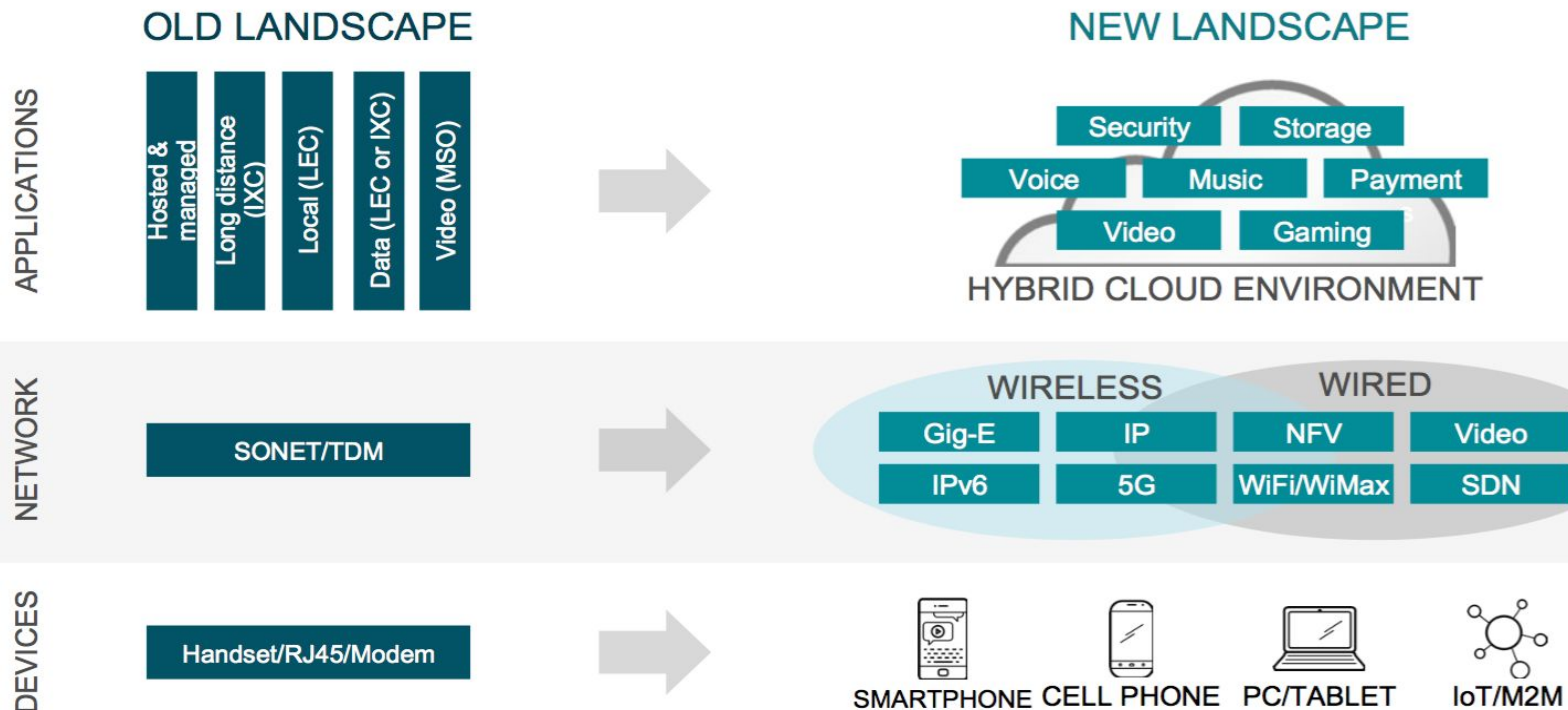 OLD LANDSCAPE
NEW LANDSCAPE
APPLICATIONS
Hosted &
managed
Long distance
(IXC)
Local (LEC)
Data (LEC or IXC)
Video (MSO)
Security
Storage
Voice
Music
Payment
Video
Gaming
HYBRID CLOUD ENVIRONMENT
NETWORK
SONET/TDM
WIRELESS
WIRED
Gig-E
IP
NFV
Video
IPv6
5G
WiFi/WiMax
SDN
DEVICES
Handset/RJ45/Modem
SMARTPHONE
CELL PHONE
PC/TABLET
IoT/M2M